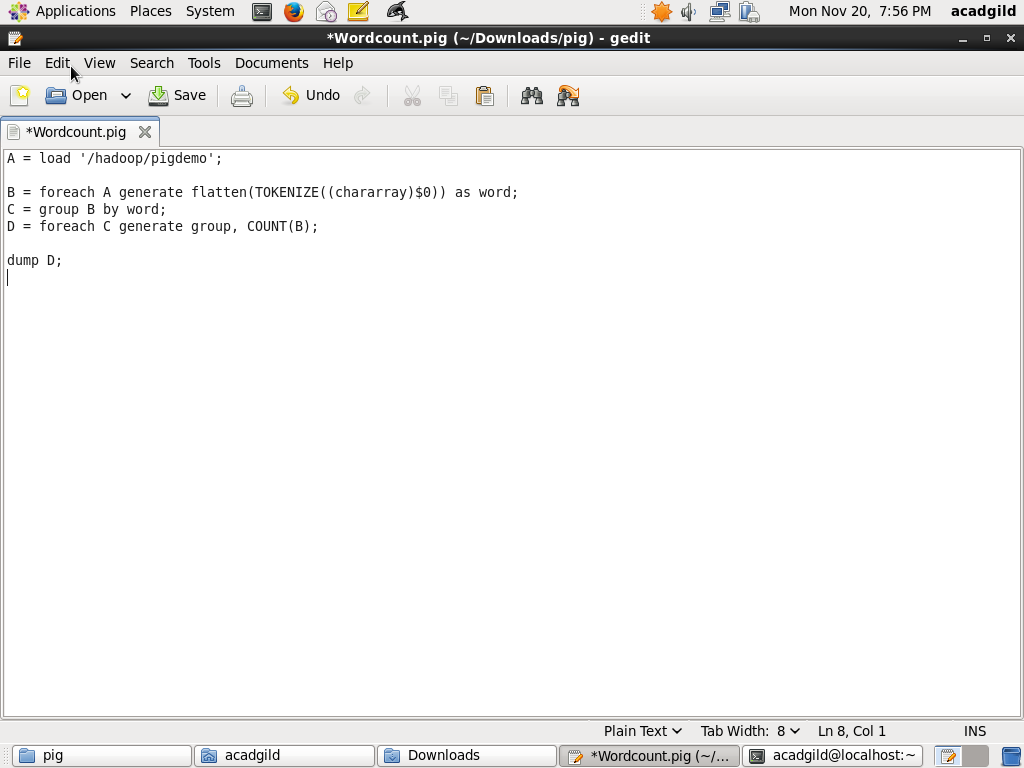 Applications Places System Mon Nov 20, 7:56 PM acadgild
*Wordcount.pig (~/Downloads/pig) - gedit
File Edit View Search Tools Documents Help
Open Save Undo
*Wordcount.pig
A = load '/hadoop/pigdemo';
B = foreach A generate flatten(TOKENIZE((chararray)$0)) as word;
C = group B by word;
D = foreach C generate group, COUNT(B);
dump D;
Plain Text Tab Width: 8 Ln 8, Col 1 INS
pig acadgild Downloads *Wordcount.pig (~/... acadgild@localhost:~